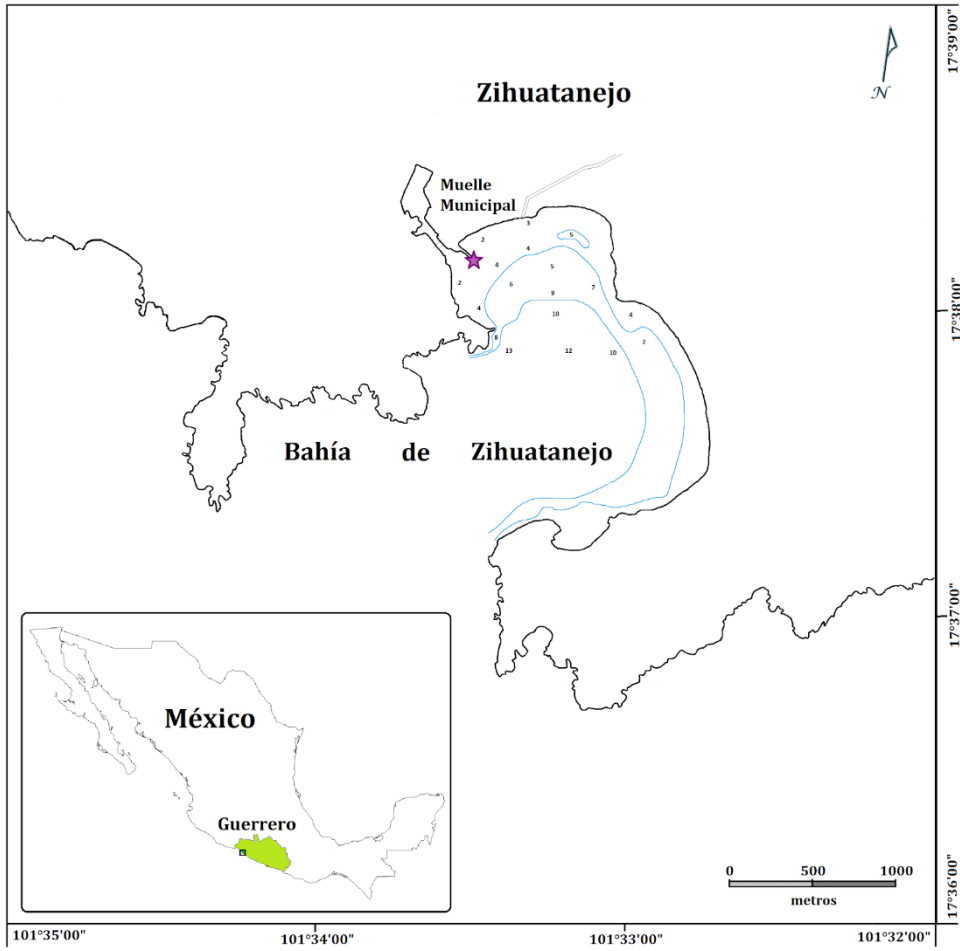 Zihuatanejo
N
17°39'00"
Muelle
Municipal
3
2
5
4
4
5
2
6
7
9
4
10
4
17°38'00"
8
7
13
12
10
Bahía de Zihuatanejo
17°37'00"
México
Guerrero
0 500 1000
metros
17°36'00"
101°35'00" 101°34'00" 101°33'00" 101°32'00"